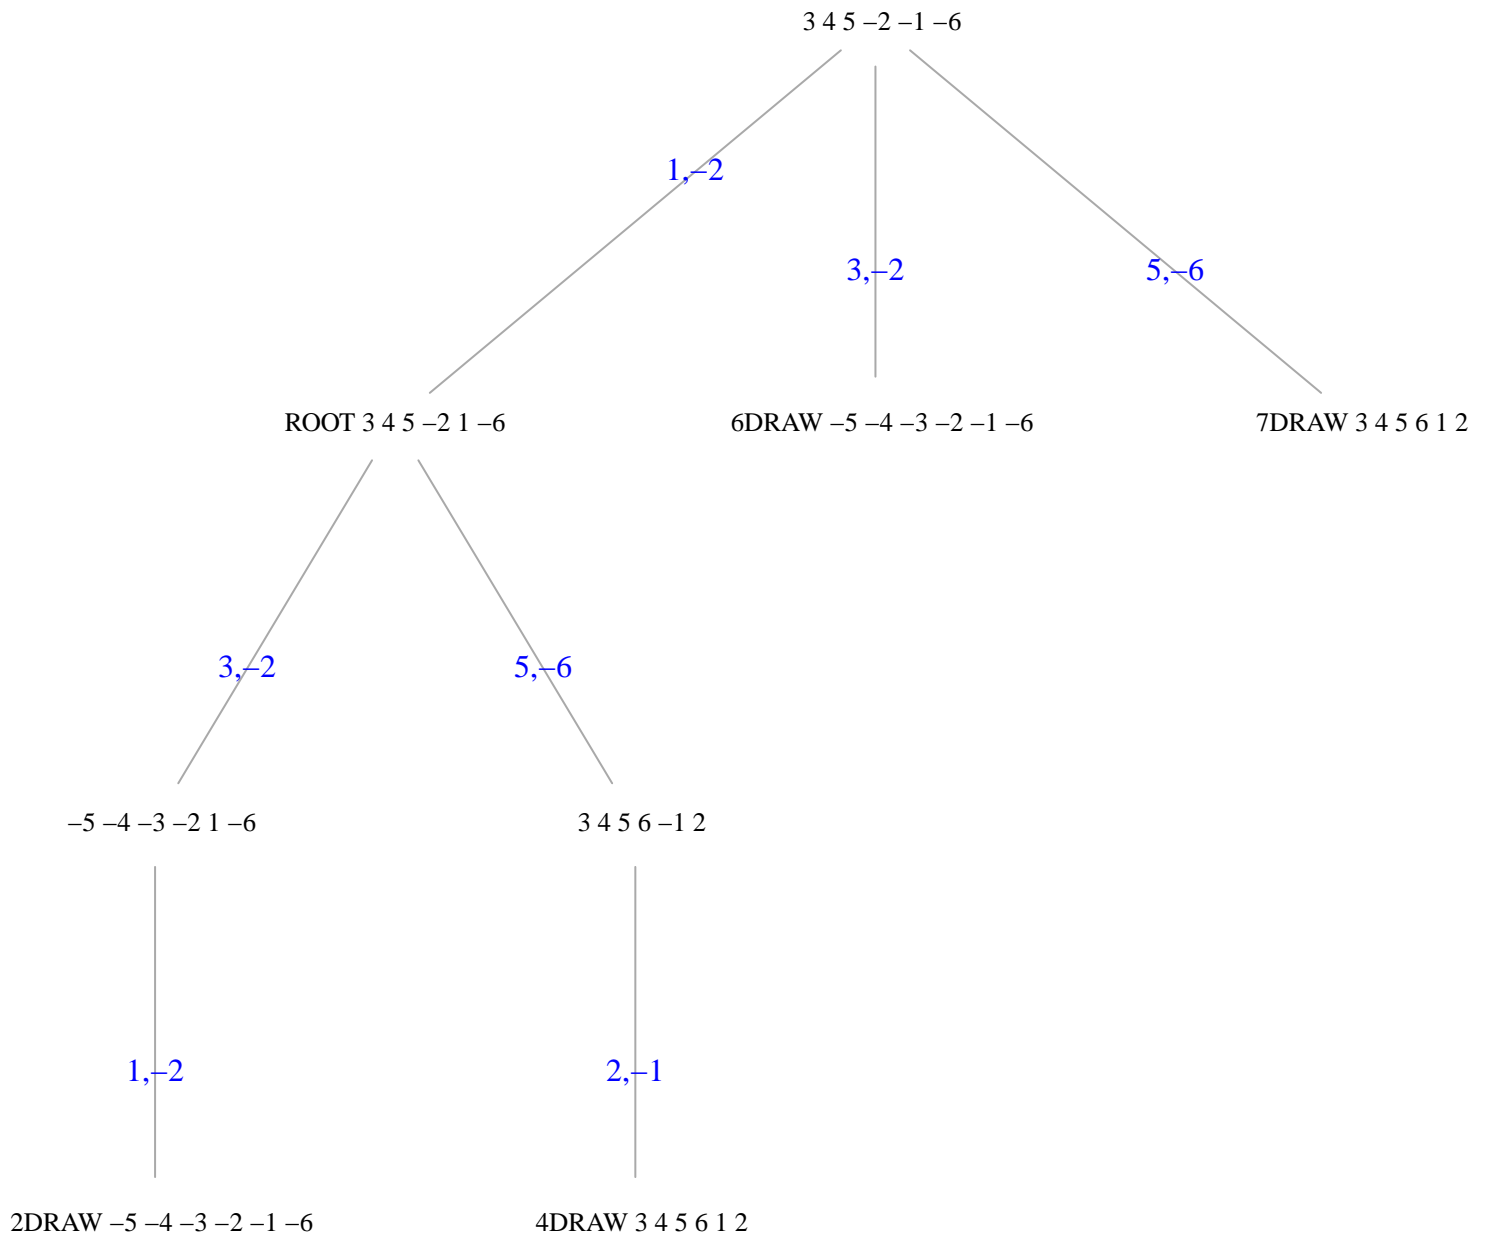 3 4 5 –2 –1 –6
1,–2
3,–2
5,–6
ROOT 3 4 5 –2 1 –6
6DRAW –5 –4 –3 –2 –1 –6
7DRAW 3 4 5 6 1 2
3,–2
5,–6
–5 –4 –3 –2 1 –6
3 4 5 6 –1 2
1,–2
2,–1
2DRAW –5 –4 –3 –2 –1 –6
4DRAW 3 4 5 6 1 2